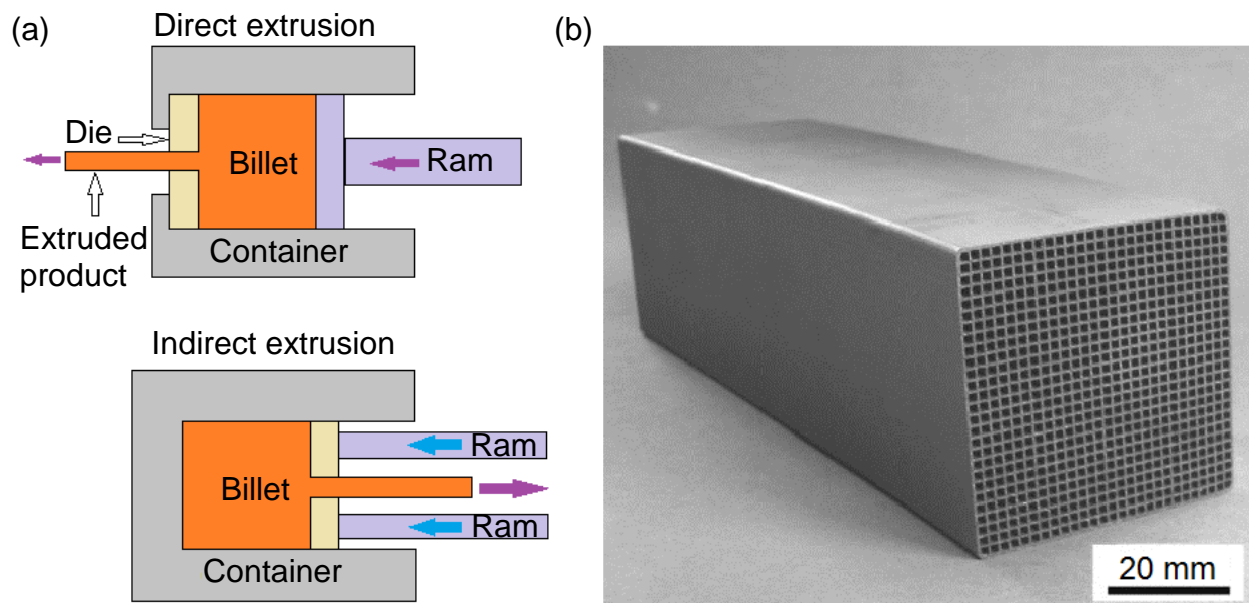 (a)
Direct extrusion
Die
Billet
Ram
Extruded
product
Container
Indirect extrusion
Ram
Billet
Ram
Container
(b)
20 mm